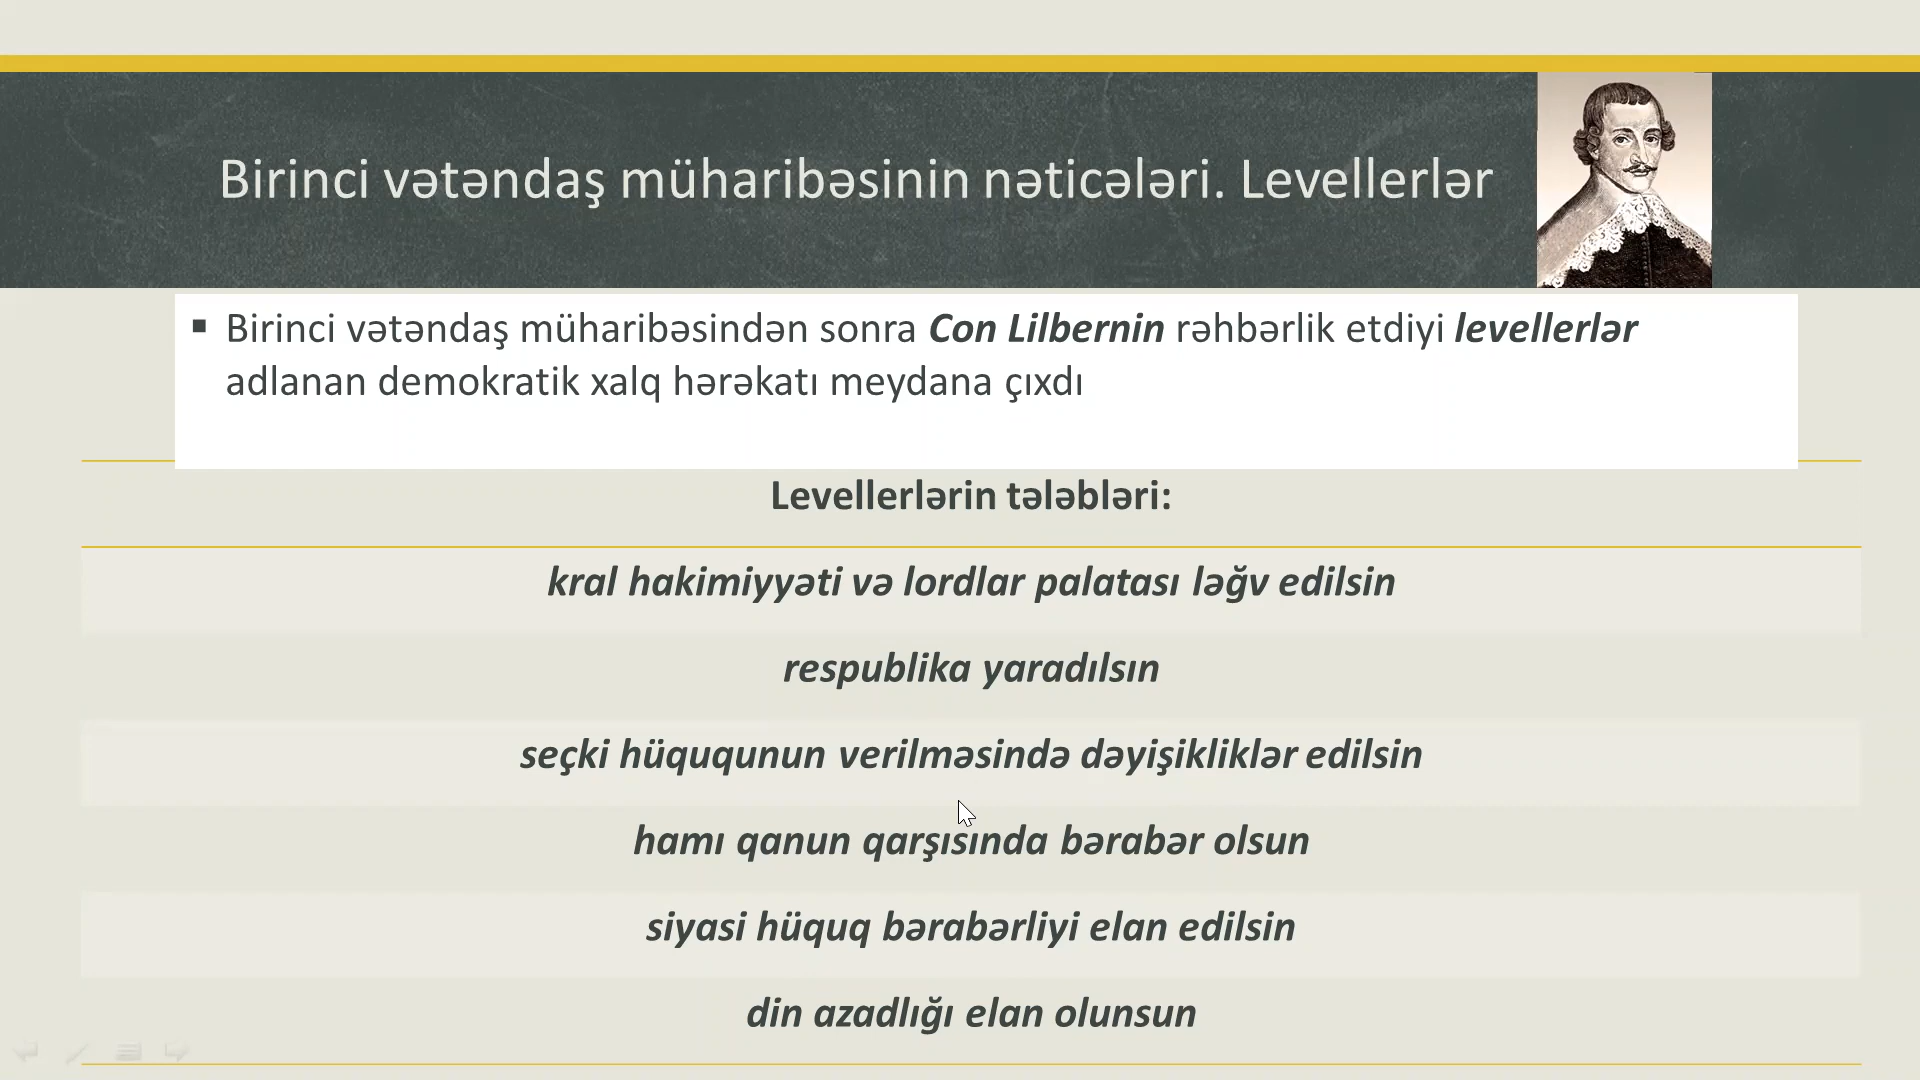 Birinci vətəndaş müharibəsinin nəticələri. Levellerlər
▪ Birinci vətəndaş müharibəsindən sonra Con Lilbernin rəhbərlik etdiyi levellerlər
adlanan demokratik xalq hərəkatı meydana çıxdı
Levellerlərin tələbləri:
kral hakimiyyəti və lordlar palatası ləğv edilsin
respublika yaradılsın
seçki hüququnun verilməsində dəyişikliklər edilsin
hamı qanun qarşısında bərabər olsun
siyasi hüquq bərabərliyi elan edilsin
din azadlığı elan olunsun